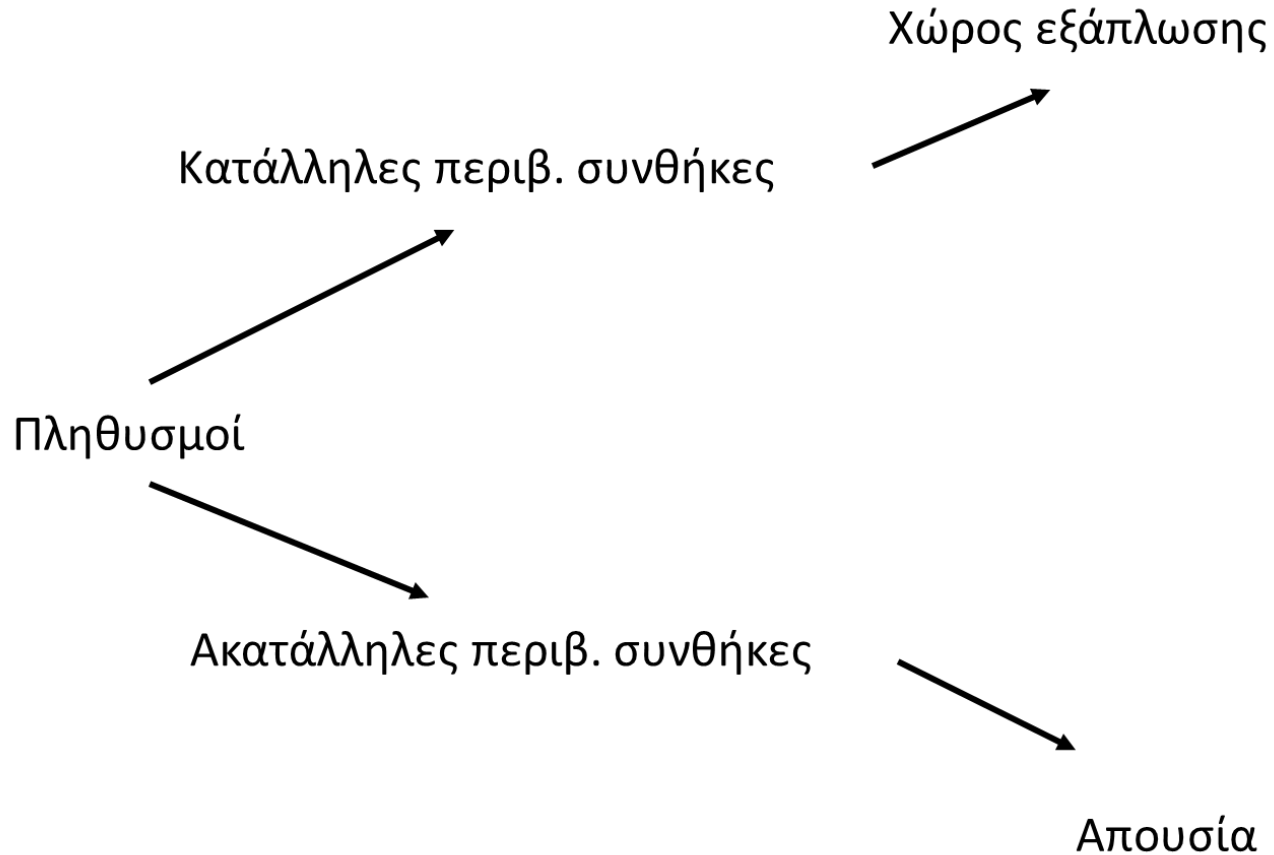 Χώρος εξάπλωσης
Κατάλληλες περιβ. συνθήκες
Πληθυσμοί
Ακατάλληλες περιβ. συνθήκες
Απουσία